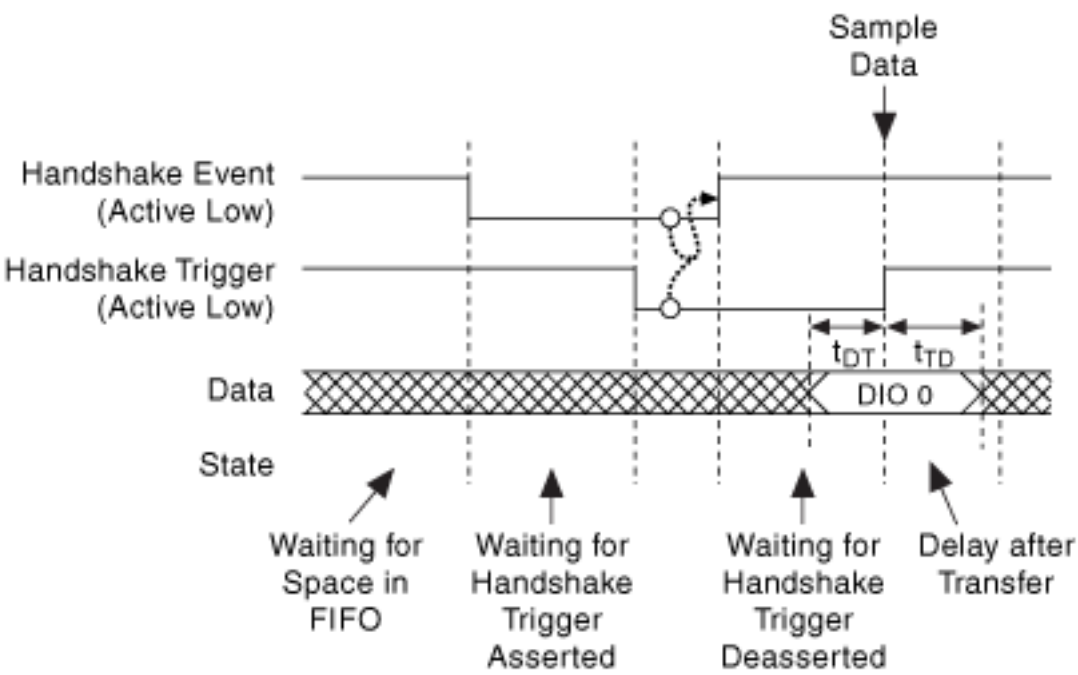 Sample
Data
Handshake Event
(Active Low)
Handshake Trigger
(Active Low)
tDT
tTD
Data
DIO 0
State
Waiting for
Space in
FIFO
Waiting for
Handshake
Trigger
Asserted
Waiting for
Handshake
Trigger
Deasserted
Delay after
Transfer